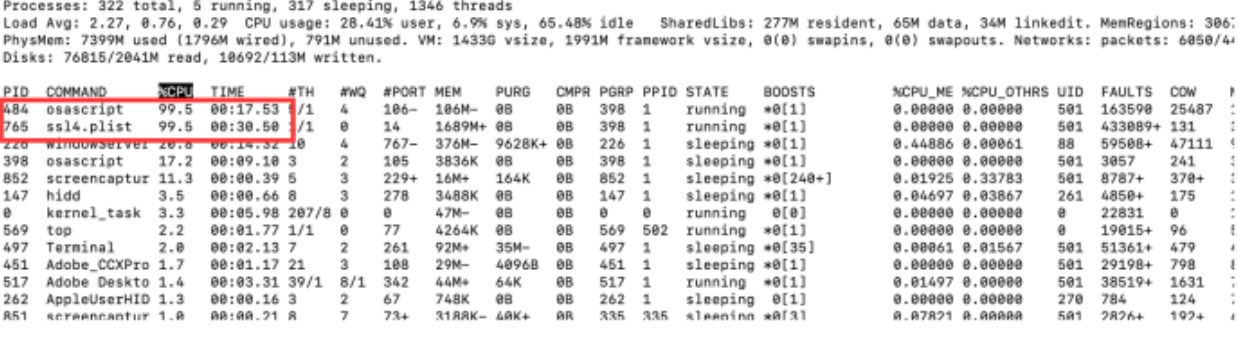 Processes: 322 total, 5 running, 317 sleeping, 1346 threads
Load Avg: 2.27, 0.76, 0.29 CPU usage: 28.41% user, 6.9% sys, 65.48% idle SharedLibs: 277M resident, 65M data, 34M linkedit. MemRegions: 306
PhysMem: 7399M used (1796M wired), 791M unused. VM: 1433G vsize, 1991M framework vsize, 0(0) swapins, 0(0) swapouts. Networks: packets: 6050/4
Disks: 76815/2041M read, 10692/113M written.
PID COMMAND %CPU TIME #TH #WQ #PORT MEM PURG CMPR PGRP PPID STATE BOOSTS %CPU_ME %CPU_OTHRS UID FAULTS COW
484 osascript 99.5 00:17.53 /1 4 106- 106M- 0B 0B 398 1 running *0[1] 0.00000 0.00000 501 163590 25487
765 ssl4.plist 99.5 00:30.50 /1 0 14 1689M+ 0B 0B 398 1 running *0[1] 0.00000 0.00000 501 433089+ 131
228 WindowServer 20.8 00:14.32 10 4 767- 376M- 9628K+ 0B 226 1 sleeping *0[1] 0.44886 0.00061 88 59508+ 47111
398 osascript 17.2 00:09.10 3 2 105 3836K 0B 0B 398 1 sleeping *0[1] 0.00000 0.00000 501 3057 241
852 screencaptur 11.3 00:00.39 5 3 229+ 16M+ 164K 0B 852 1 sleeping *0[240+] 0.01925 0.33783 501 8787+ 370+
147 hidd 3.5 00:00.66 8 3 278 3488K 0B 0B 147 1 sleeping *0[1] 0.04697 0.03867 261 4850+ 175
0 kernel_task 3.3 00:05.98 207/8 0 0 47M- 0B 0B 0 0 running 0[0] 0.00000 0.00000 0 22831 0
569 top 2.2 00:01.77 1/1 0 77 4264K 0B 0B 569 502 running *0[1] 0.00000 0.00000 0 19015+ 96
497 Terminal 2.0 00:02.13 7 2 261 92M+ 35M- 0B 497 1 sleeping *0[35] 0.00061 0.01567 501 51361+ 479
451 Adobe_CCXPro 1.7 00:01.17 21 3 108 29M- 4096B 0B 451 1 sleeping *0[1] 0.00000 0.00000 501 29198+ 798
517 Adobe Deskto 1.4 00:03.31 39/1 8/1 342 44M+ 64K 0B 517 1 running *0[1] 0.01497 0.00000 501 38519+ 1631
262 AppleUserHID 1.3 00:00.16 3 2 67 748K 0B 0B 262 1 sleeping 0[1] 0.00000 0.00000 270 784 124
851 screencaptur 1.0 00:00.21 8 7 73+ 3188K- 40K+ 0B 335 335 sleeping *0[3] 0.07821 0.00000 501 2826+ 192+